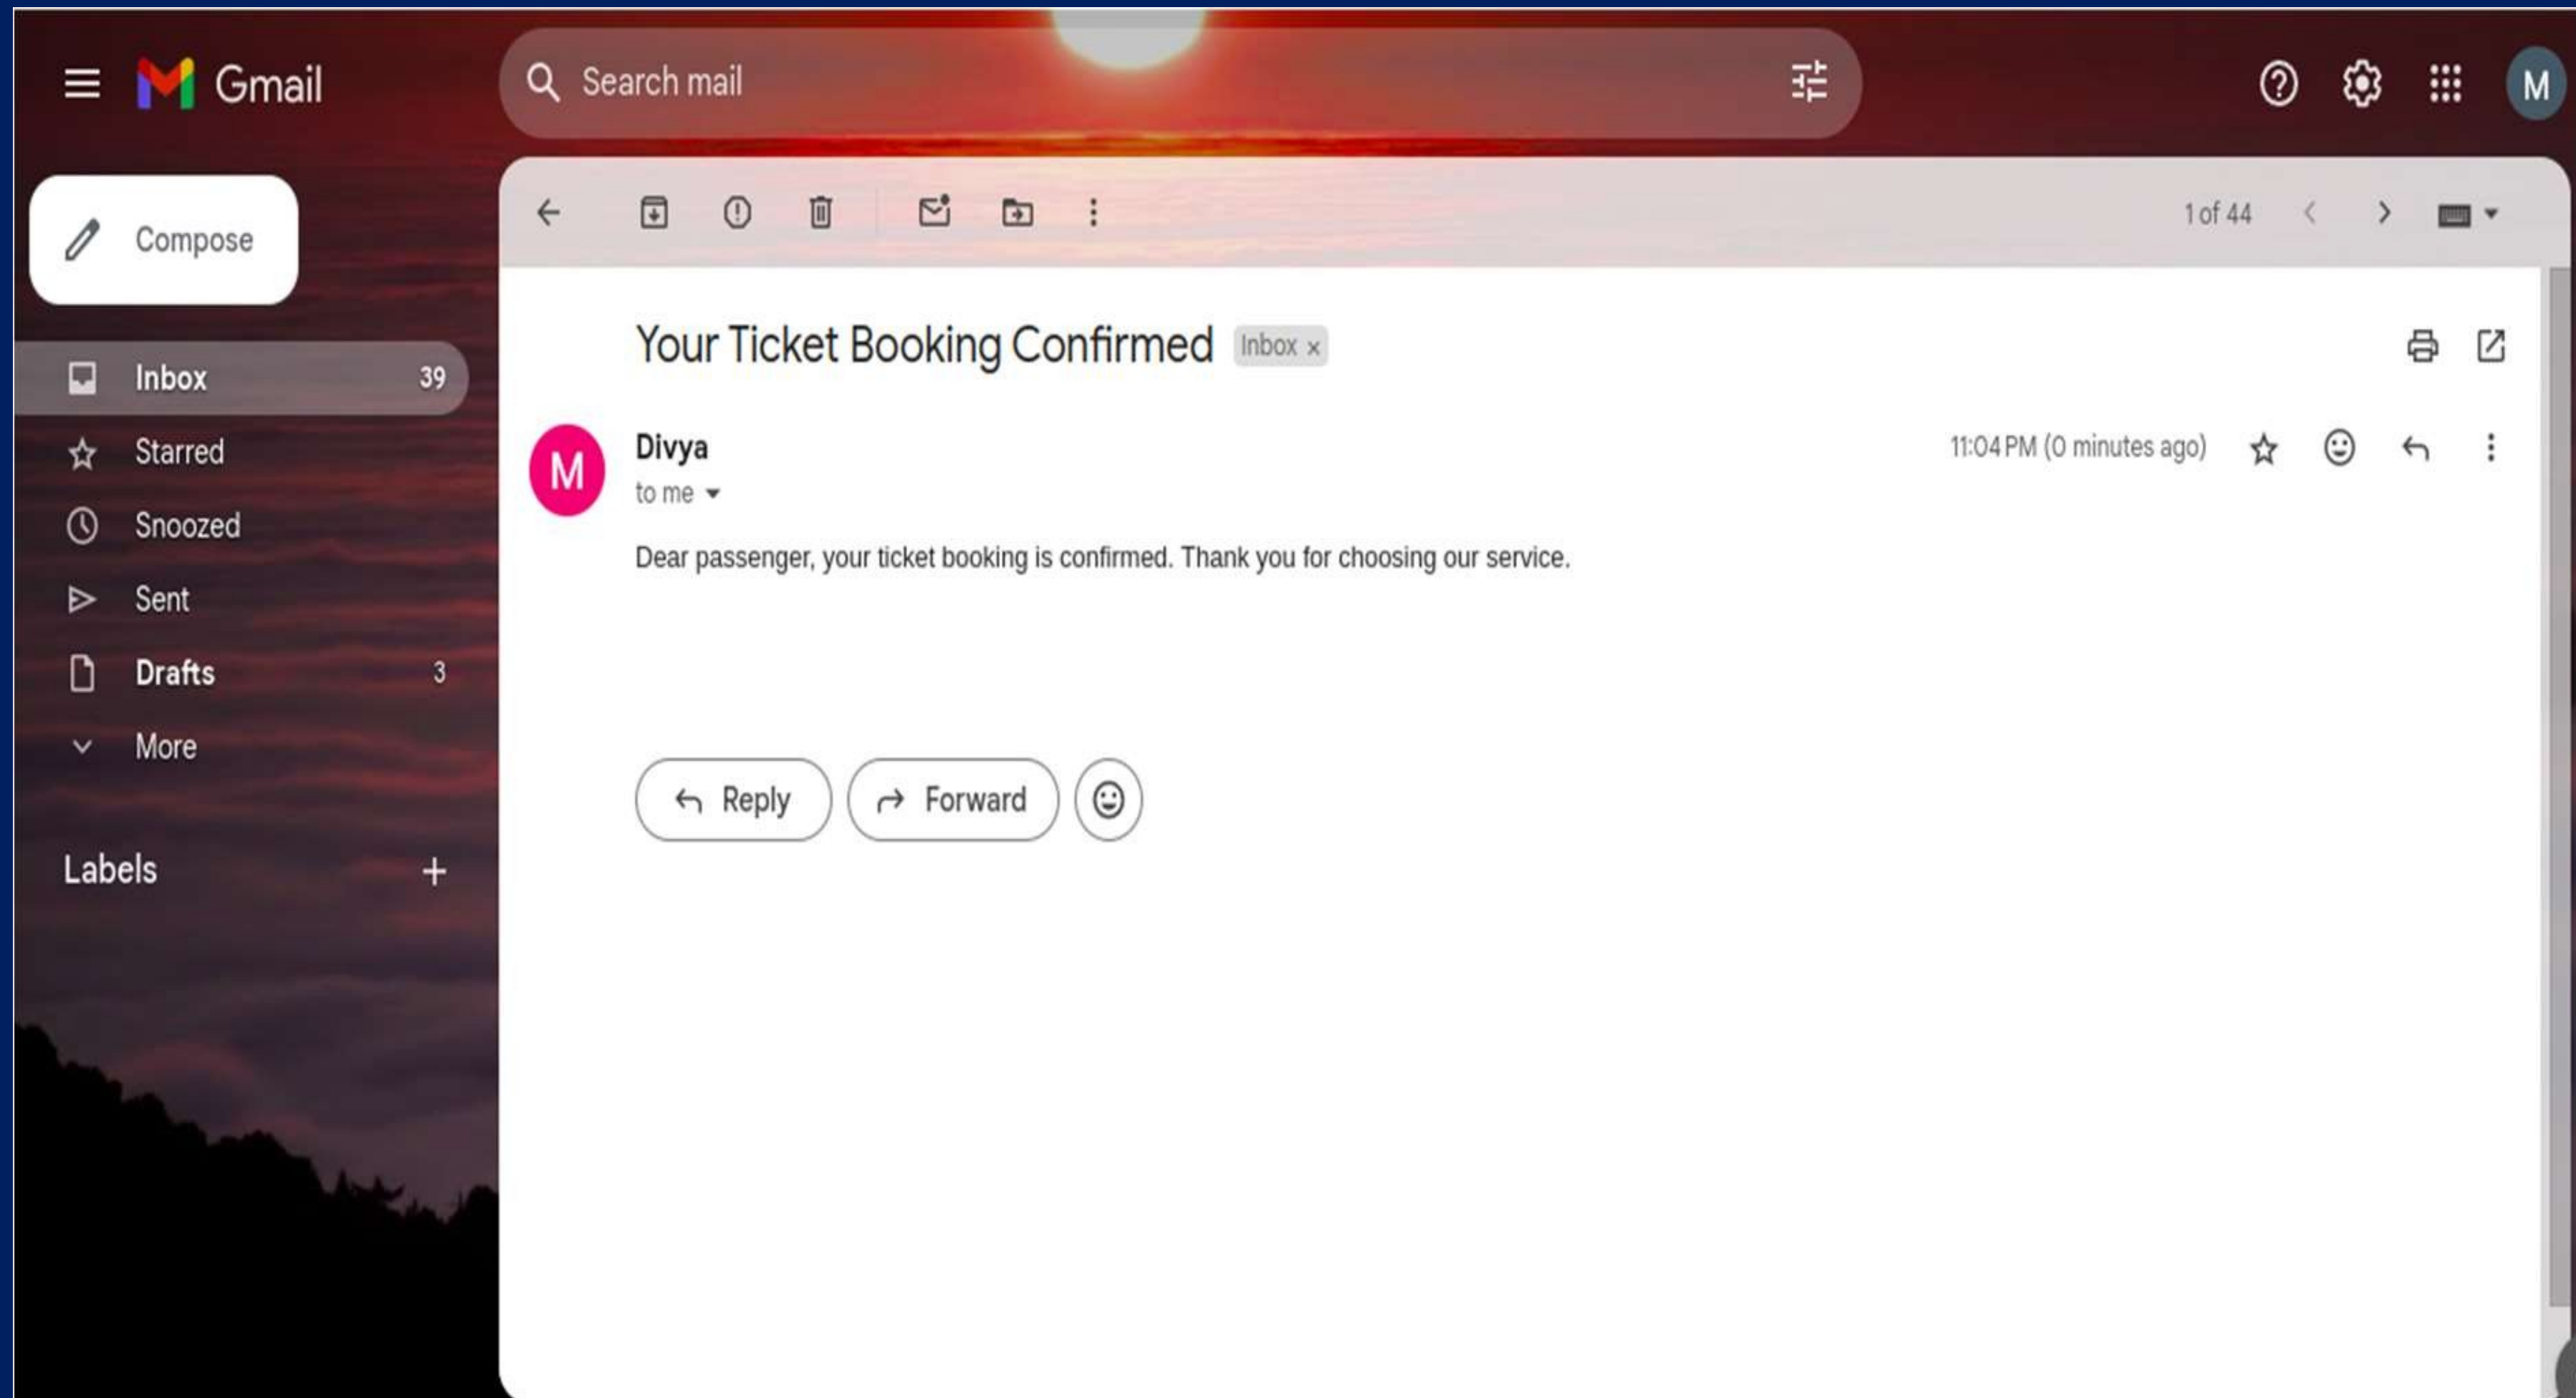 Gmail
Search mail
M
Compose
1 of 44
Inbox 39
Starred
Snoozed
Sent
Drafts 3
More
Labels
Your Ticket Booking Confirmed Inbox x
M
Divya
11:04 PM (0 minutes ago)
to me
Dear passenger, your ticket booking is confirmed. Thank you for choosing our service.
Reply
Forward